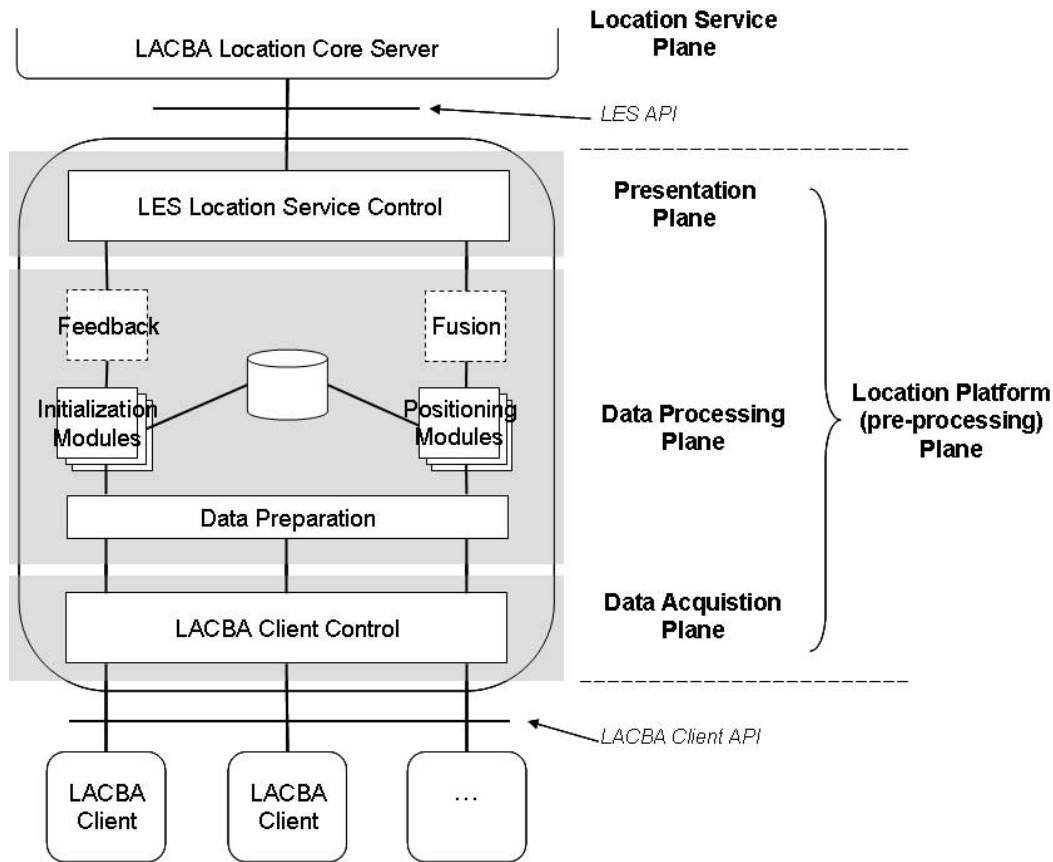 Location Service
Plane
LACBA Location Core Server
LES API
LES Location Service Control
Presentation
Plane
Feedback
Fusion
Initialization
Modules
Positioning
Modules
Data Processing
Plane
Location Platform
(pre-processing)
Plane
Data Preparation
LACBA Client Control
Data Acquistion
Plane
LACBA Client API
LACBA
Client
LACBA
Client
...